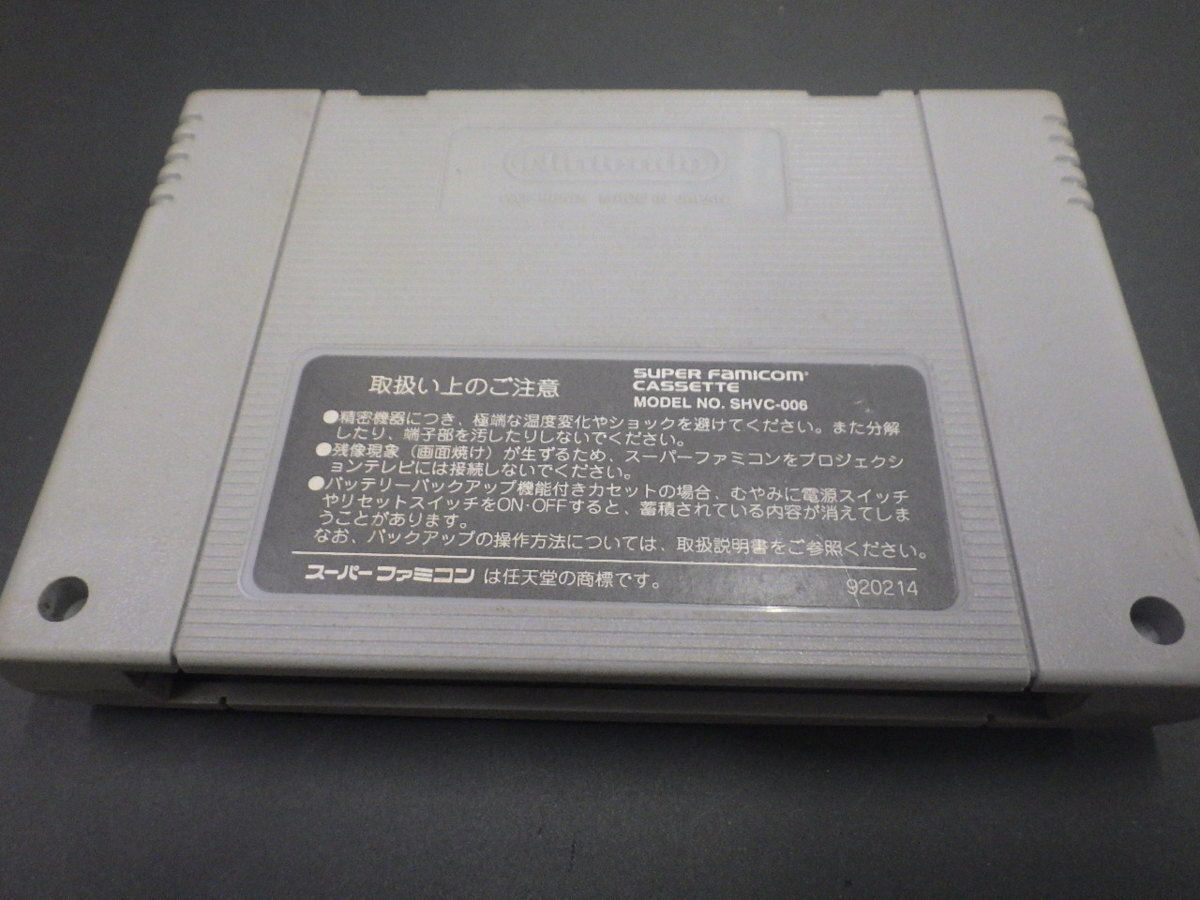 Nintendo
取扱い上のご注意
SUPER FAMICOM
CASSETTE
MODEL NO. SHVC-006
●精密機器につき、極端な温度変化やショックを避けてください。また分解
したり、端子部を汚したりしないでください。
●残像現象(画面焼け)が生ずるため、スーパーファミコンをプロジェクシ
ョンテレビには接続しないでください。
●バッテリーバックアップ機能付きカセットの場合、むやみに電源スイッチ
やリセットスイッチをON・OFFすると、蓄積されている内容が消えてしま
うことがあります。
なお、バックアップの操作方法については、取扱説明書をご参照ください。
スーパーファミコン は任天堂の商標です。
920214